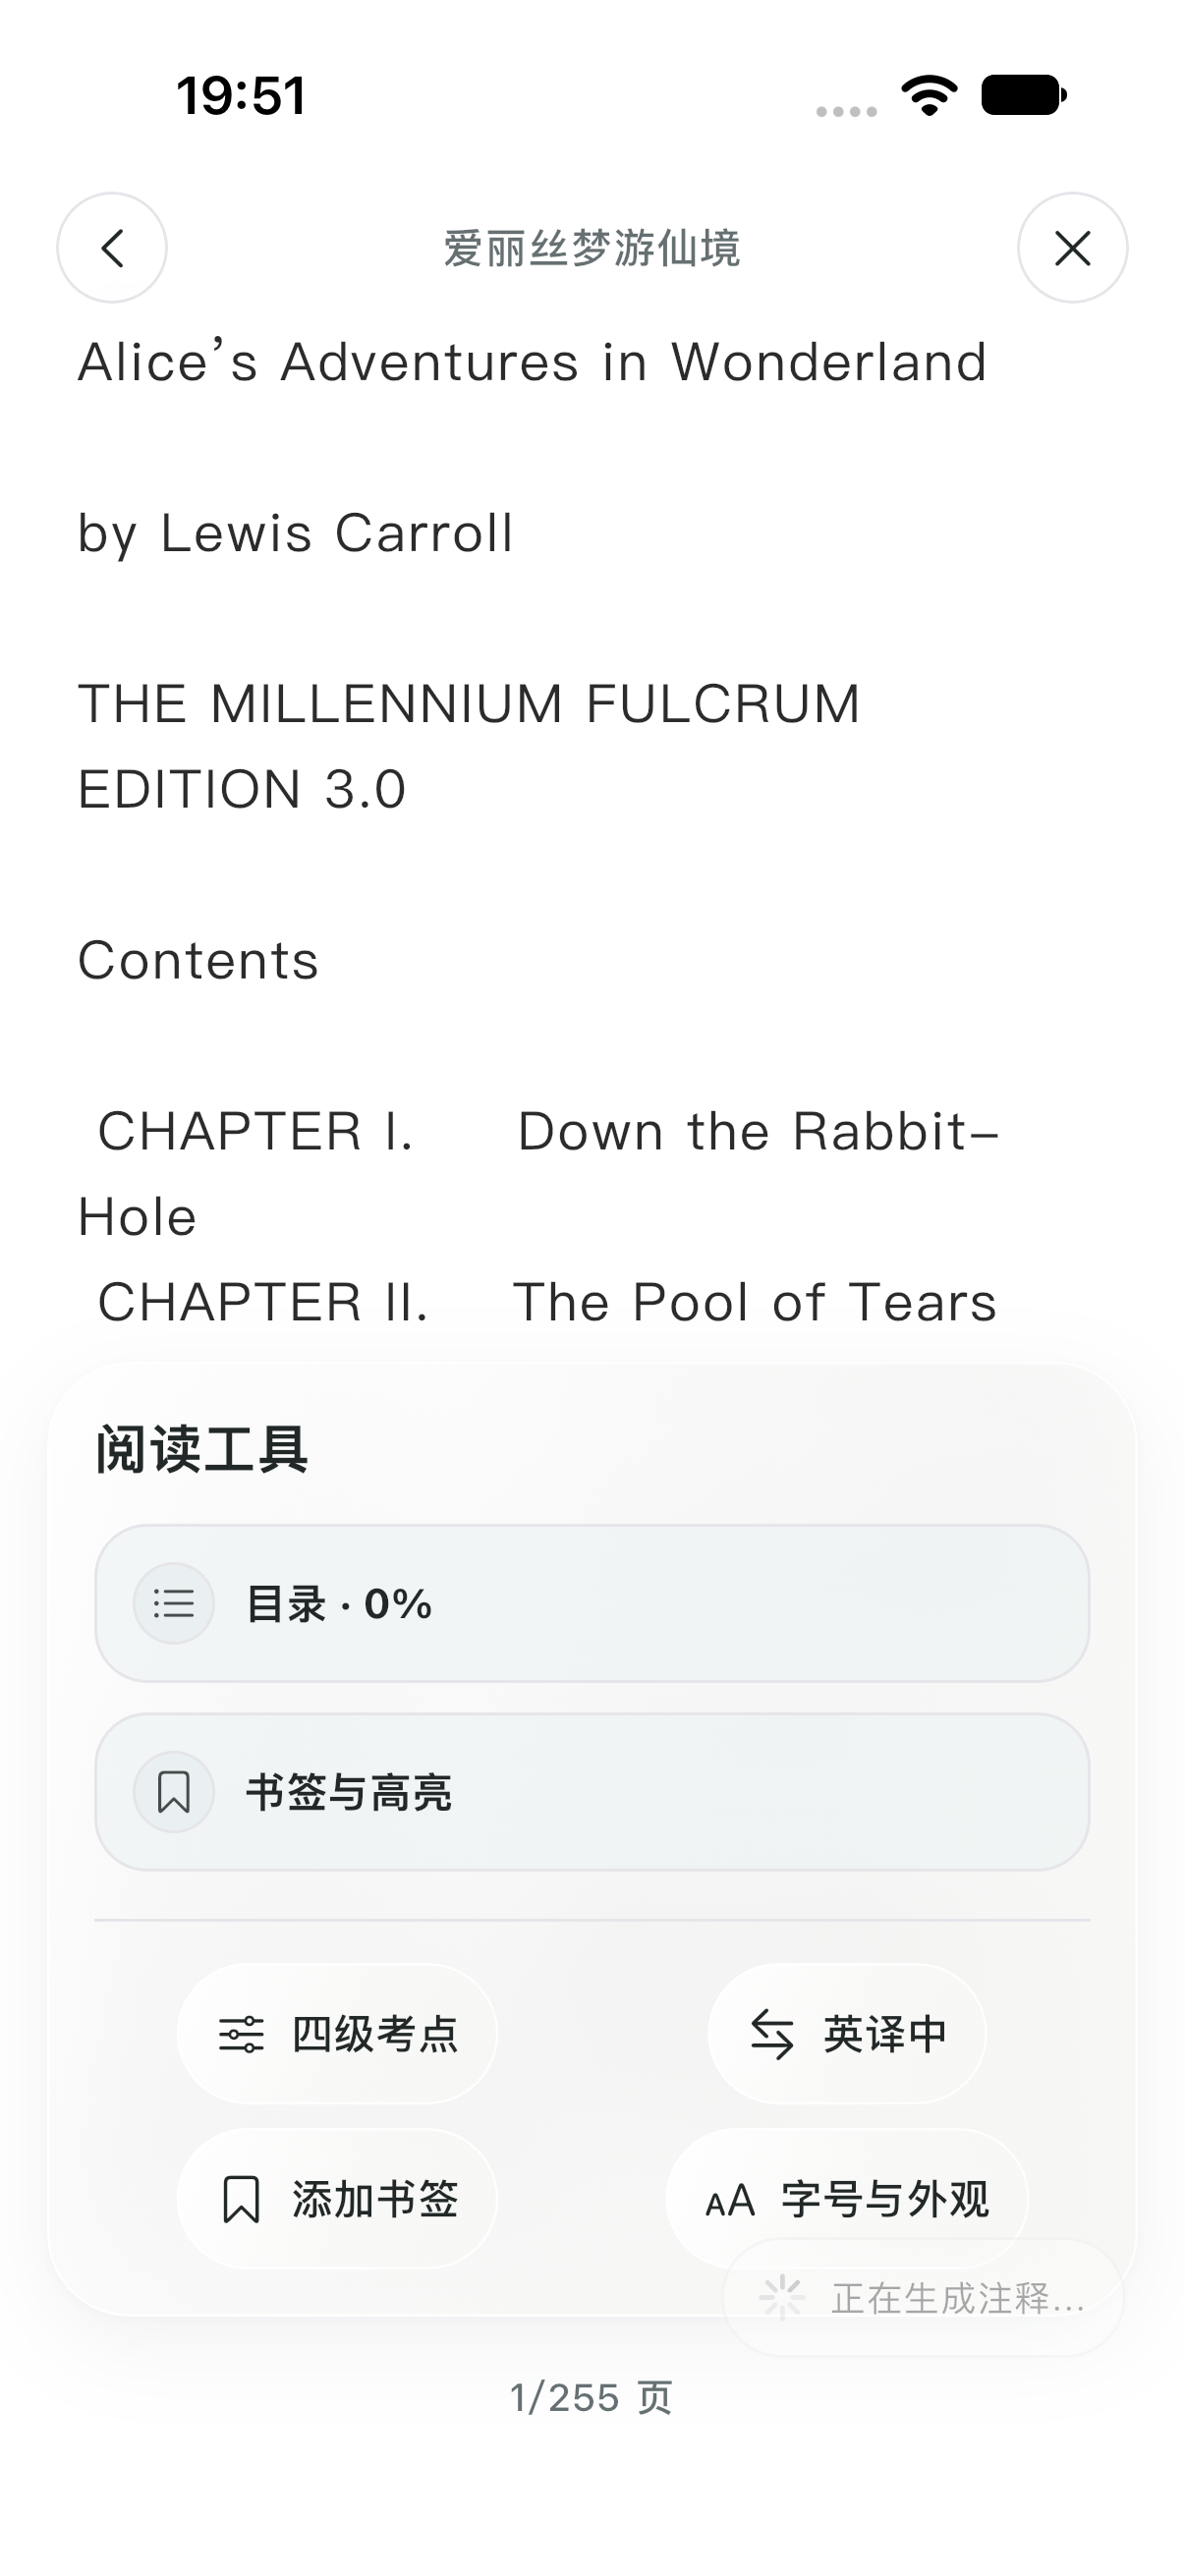 19:51
爱丽丝梦游仙境
Alice’s Adventures in Wonderland
by Lewis Carroll
THE MILLENNIUM FULCRUM
EDITION 3.0
Contents
CHAPTER I. Down the Rabbit-
Hole
CHAPTER II. The Pool of Tears
阅读工具
目录 · 0%
书签与高亮
四级考点
英译中
添加书签
AA 字号与外观
正在生成注释...
1/255 页